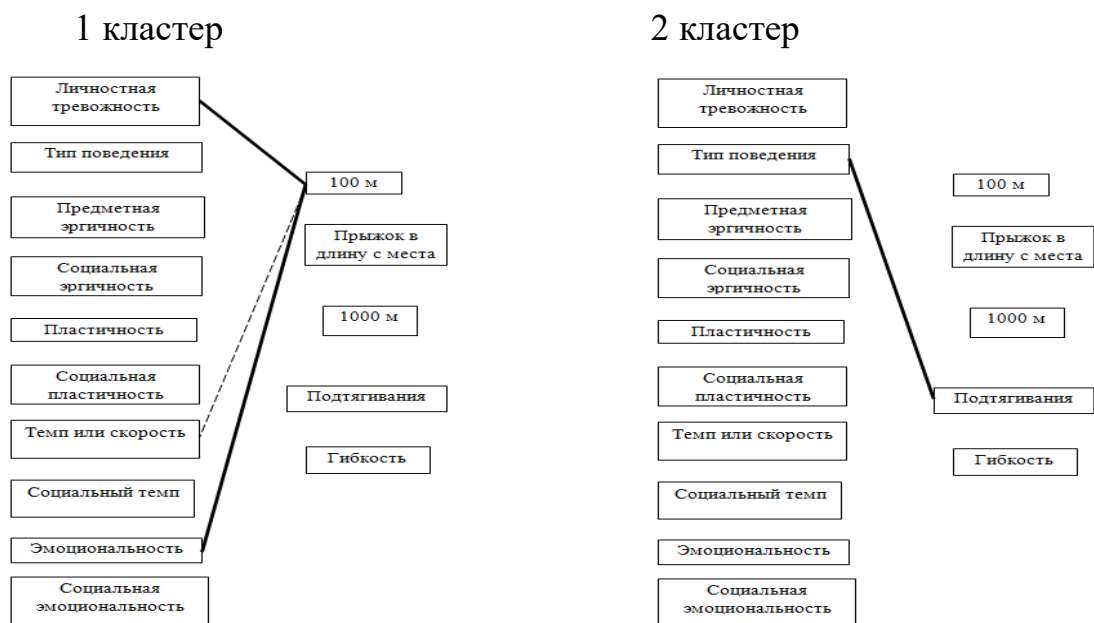 1 кластер
Личностная
тревожность
Тип поведения
Предметная
эргичность
Социальная
эргичность
Пластичность
Социальная
пластичность
Темп или скорость
Социальный темп
Эмоциональность
Социальная
эмоциональность
100 м
Прыжок в
длину с места
1000 м
Подтягивания
Гибкость
2 кластер
Личностная
тревожность
Тип поведения
Предметная
эргичность
Социальная
эргичность
Пластичность
Социальная
пластичность
Темп или скорость
Социальный темп
Эмоциональность
Социальная
эмоциональность
100 м
Прыжок в
длину с места
1000 м
Подтягивания
Гибкость